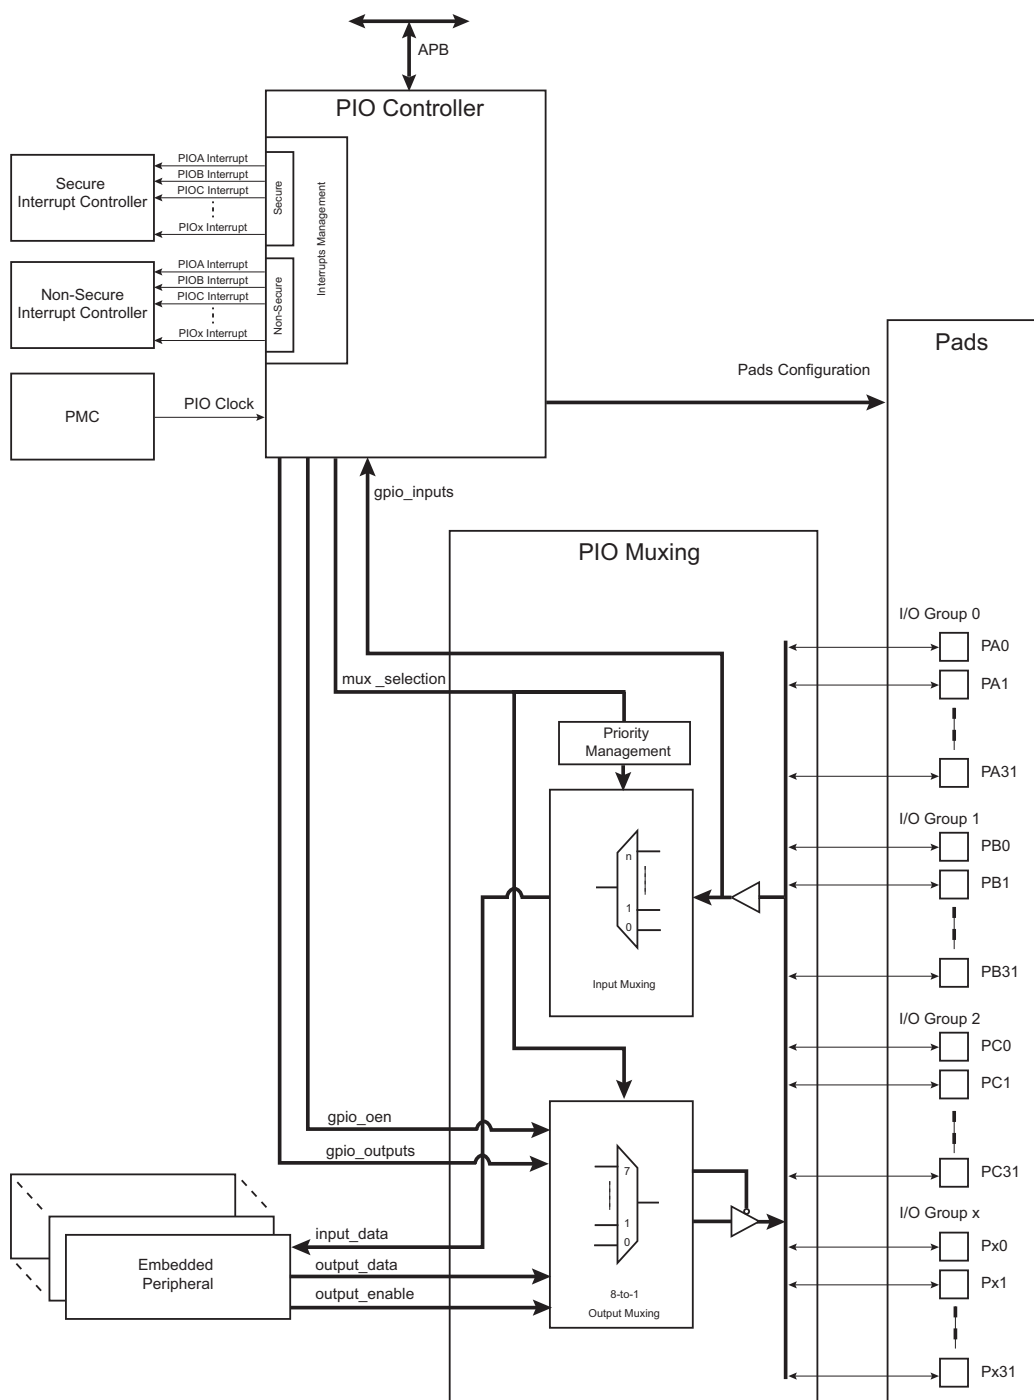 APB
PIO Controller
PIOA Interrupt
PIOB Interrupt
PIOC Interrupt
PIOx Interrupt
Secure
Interrupt Controller
Secure
Interrupts Management
PIOA Interrupt
PIOB Interrupt
PIOC Interrupt
PIOx Interrupt
Non-Secure
Interrupt Controller
Non-Secure
PMC
PIO Clock
Pads Configuration
Pads
gpio_inputs
PIO Muxing
mux _selection
Priority
Management
n
1
0
Input Muxing
gpio_oen
gpio_outputs
7
1
0
8-to-1
Output Muxing
input_data
output_data
output_enable
Embedded
Peripheral
I/O Group 0
PA0
PA1
PA31
I/O Group 1
PB0
PB1
PB31
I/O Group 2
PC0
PC1
PC31
I/O Group x
Px0
Px1
Px31